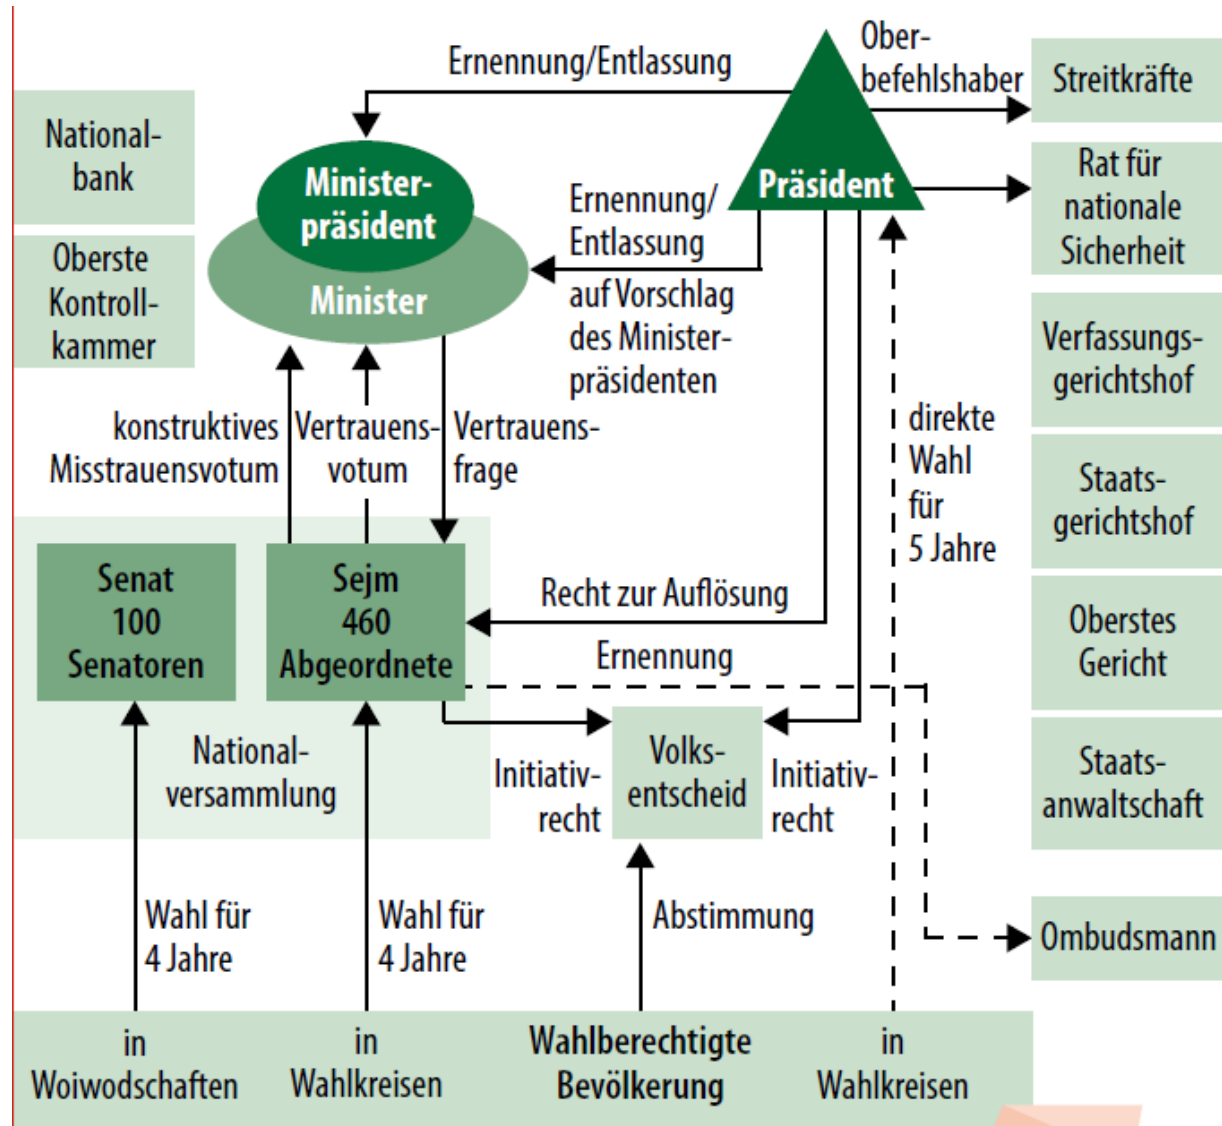 Ernennung/Entlassung
Ober-
befehlshaber
Streitkräfte
National-
bank
Minister-
präsident
Präsident
Rat für
nationale
Sicherheit
Ernennung/
Entlassung
auf Vorschlag
des Minister-
präsidenten
Oberste
Kontroll-
kammer
Minister
Verfassungs-
gerichtshof
konstruktives
Misstrauensvotum
Vertrauens-
votum
Vertrauens-
frage
direkte
Wahl
für
5 Jahre
Staats-
gerichtshof
Senat
100
Senatoren
Sejm
460
Abgeordnete
Recht zur Auflösung
Ernennung
Oberstes
Gericht
National-
versammlung
Initiativ-
recht
Volks-
entscheid
Initiativ-
recht
Staats-
anwaltschaft
Wahl für
4 Jahre
Wahl für
4 Jahre
Abstimmung
Ombudsmann
in
Woiwodschaften
in
Wahlkreisen
Wahlberechtigte
Bevölkerung
in
Wahlkreisen